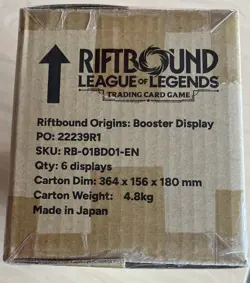 RIFTBOUND
LEAGUE OF LEGENDS
TRADING CARD GAME
Riftbound Origins: Booster Display
PO: 22239R1
SKU: RB-01BD01-EN
Qty: 6 displays
Carton Dim: 364 x 156 x 180 mm
Carton Weight: 4.8kg
Made in Japan